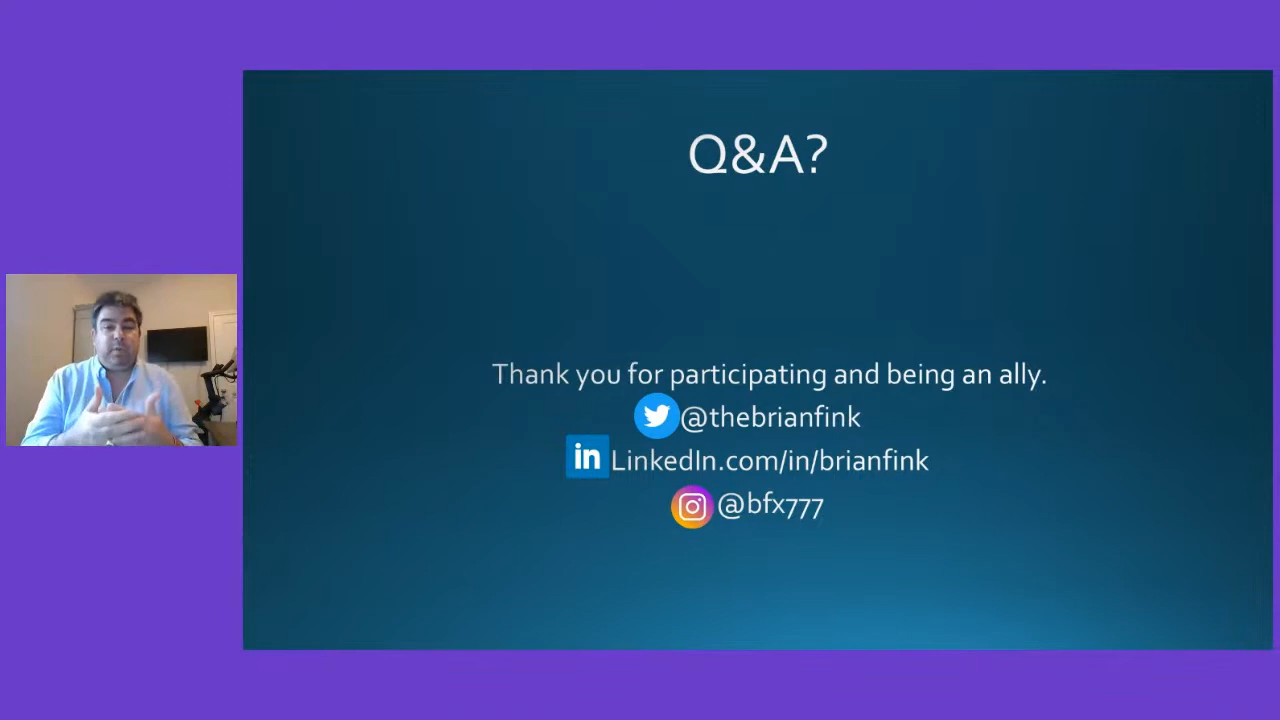 Q&A?
Thank you for participating and being an ally.
@thebrianfink
in LinkedIn.com/in/brianfink
@bfx777